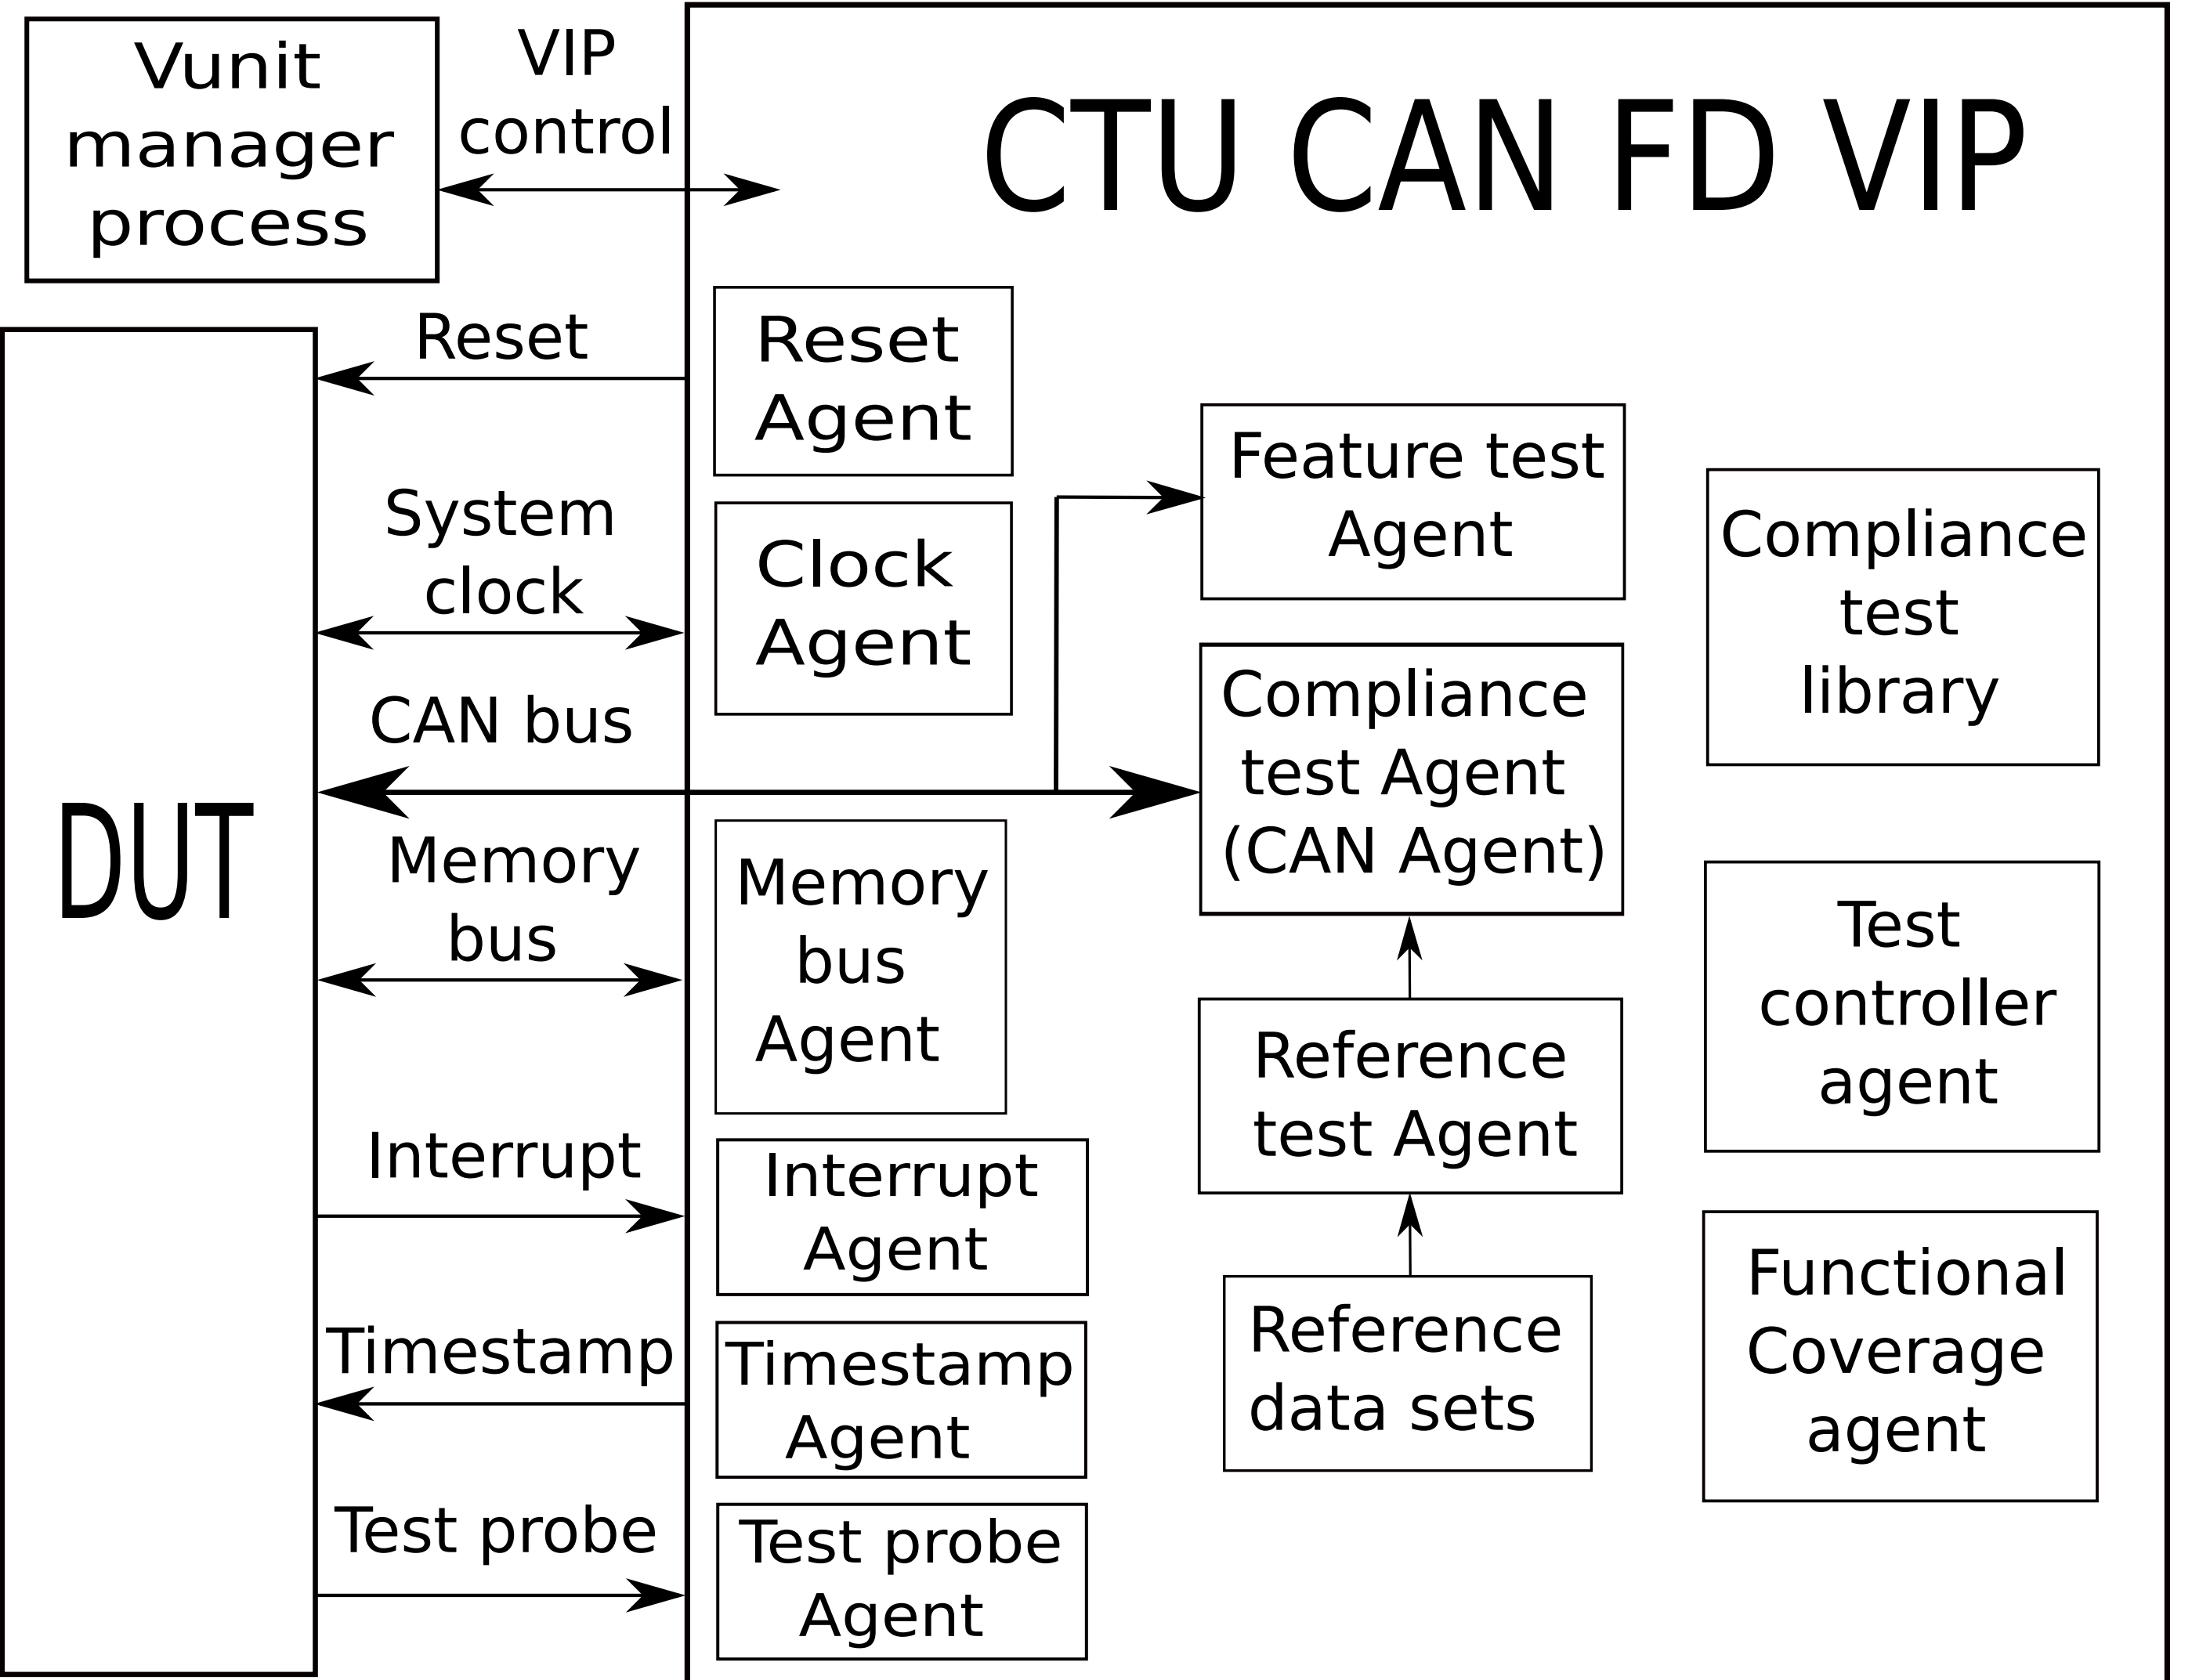 Vunit
manager
process
VIP
control
CTU CAN FD VIP
DUT
Reset
System
clock
CAN bus
Memory
bus
Interrupt
Timestamp
Test probe
Reset
Agent
Clock
Agent
Memory
bus
Agent
Interrupt
Agent
Timestamp
Agent
Test probe
Agent
Feature test
Agent
Compliance
test Agent
(CAN Agent)
Reference
test Agent
Reference
data sets
Compliance
test
library
Test
controller
agent
Functional
Coverage
agent